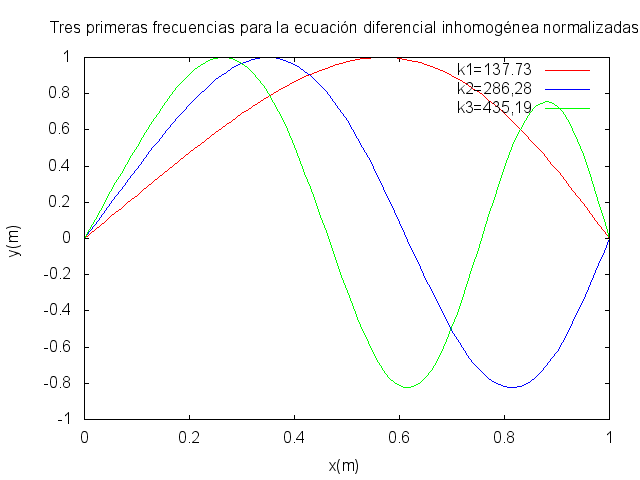 Tres primeras frecuencias para la ecuación diferencial inhomogénea normalizadas
k1=137.73
k2=286,28
k3=435,19
1
0.8
0.6
0.4
0.2
0
-0.2
-0.4
-0.6
-0.8
-1
y(m)
0 0.2 0.4 0.6 0.8 1
x(m)